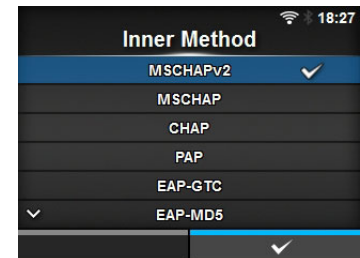 18:27
Inner Method
MSCHAPv2
MSCHAP
CHAP
PAP
EAP-GTC
EAP-MD5